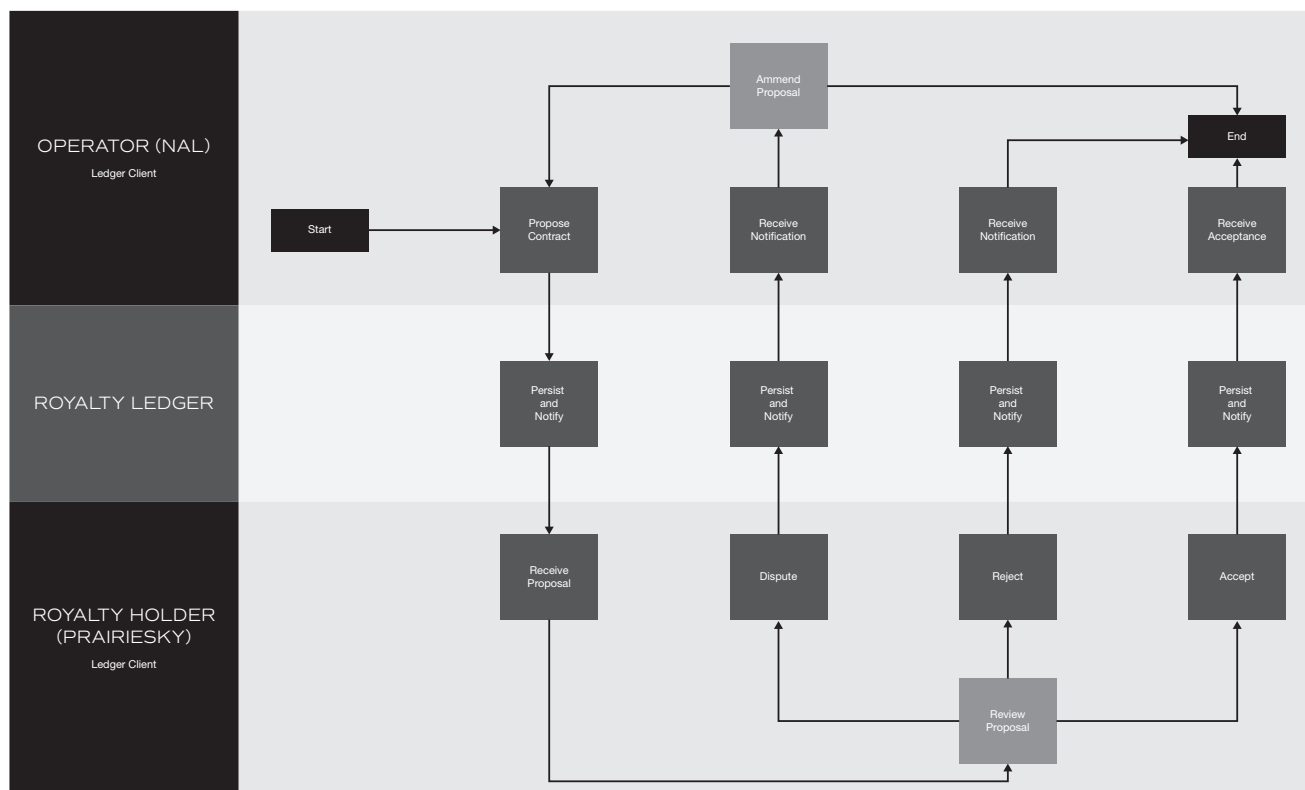 OPERATOR (NAL)
Ledger Client
Start
Propose
Contract
Ammend
Proposal
Receive
Notification
Receive
Notification
End
Receive
Acceptance
ROYALTY LEDGER
Persist
and
Notify
Persist
and
Notify
Persist
and
Notify
Persist
and
Notify
ROYALTY HOLDER
(PRAIRIESKY)
Ledger Client
Receive
Proposal
Dispute
Reject
Accept
Review
Proposal